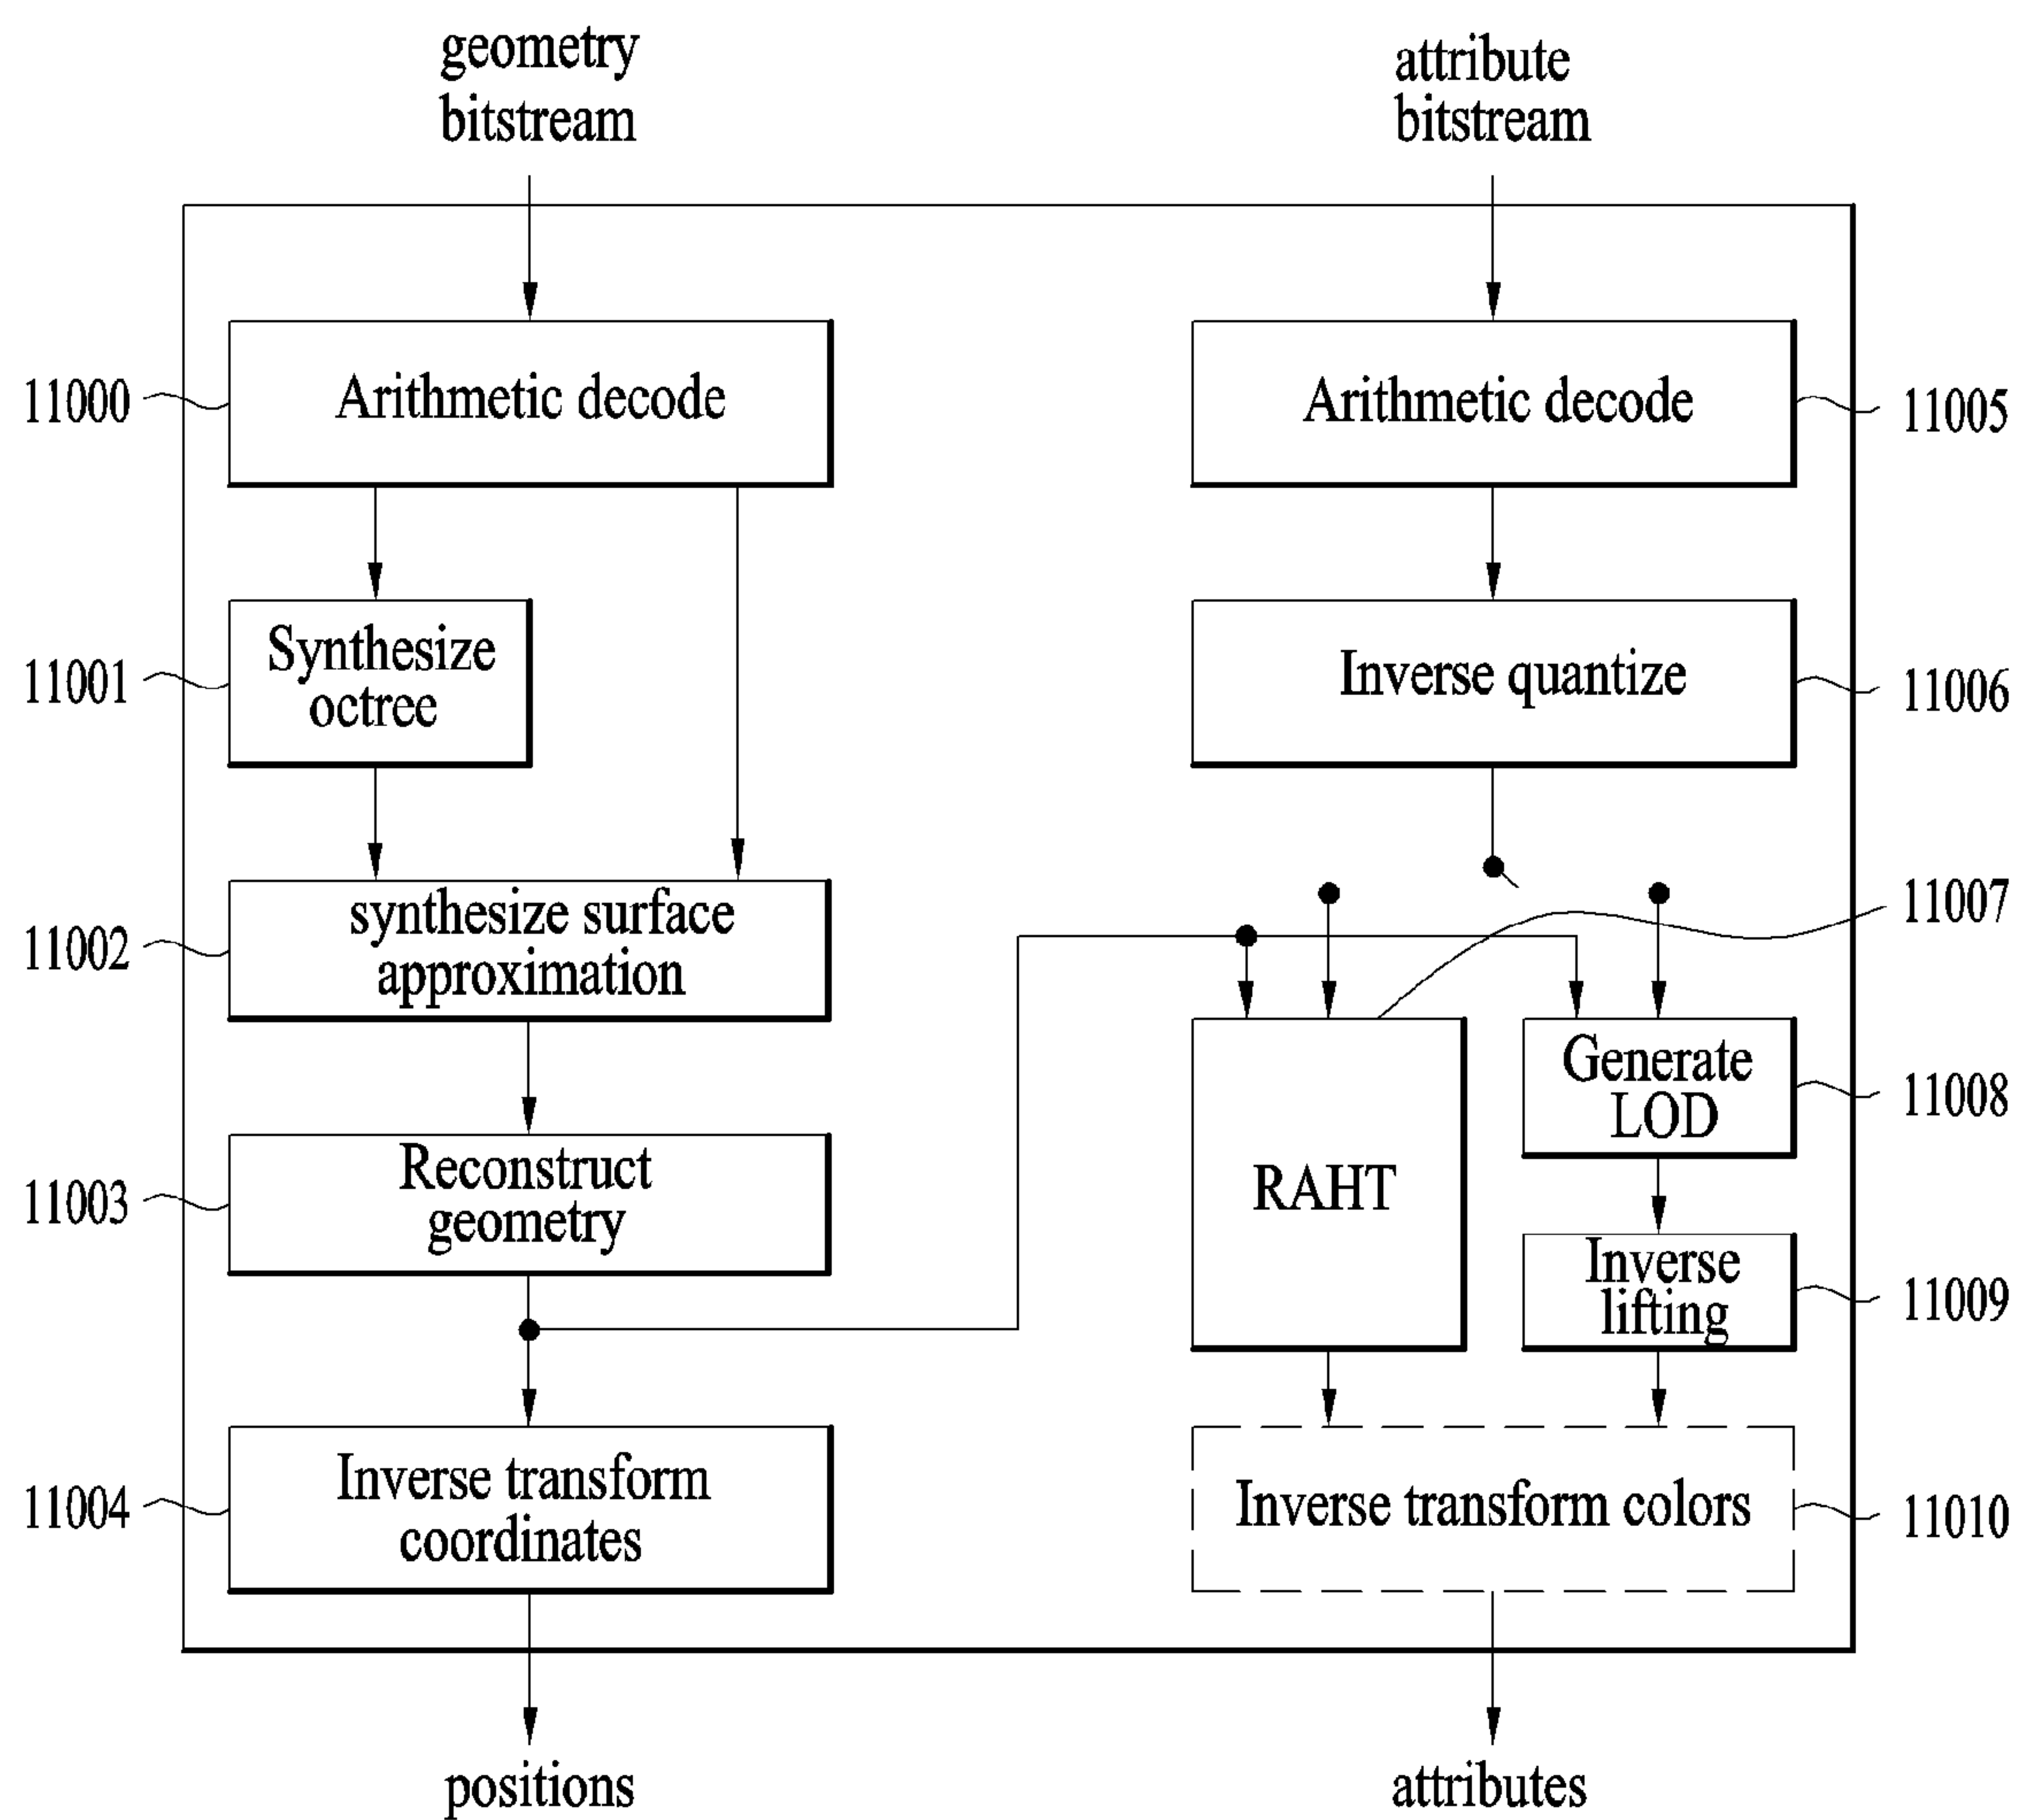 geometry
bitstream
attribute
bitstream
Arithmetic decode
11000
Arithmetic decode
11005
Synthesize
octree
11001
Inverse quantize
11006
synthesize surface
approximation
11002
11007
Generate
LOD
11008
RAHT
Reconstruct
geometry
11003
Inverse
lifting
11009
Inverse transform
coordinates
11004
Inverse transform colors
11010
positions
attributes